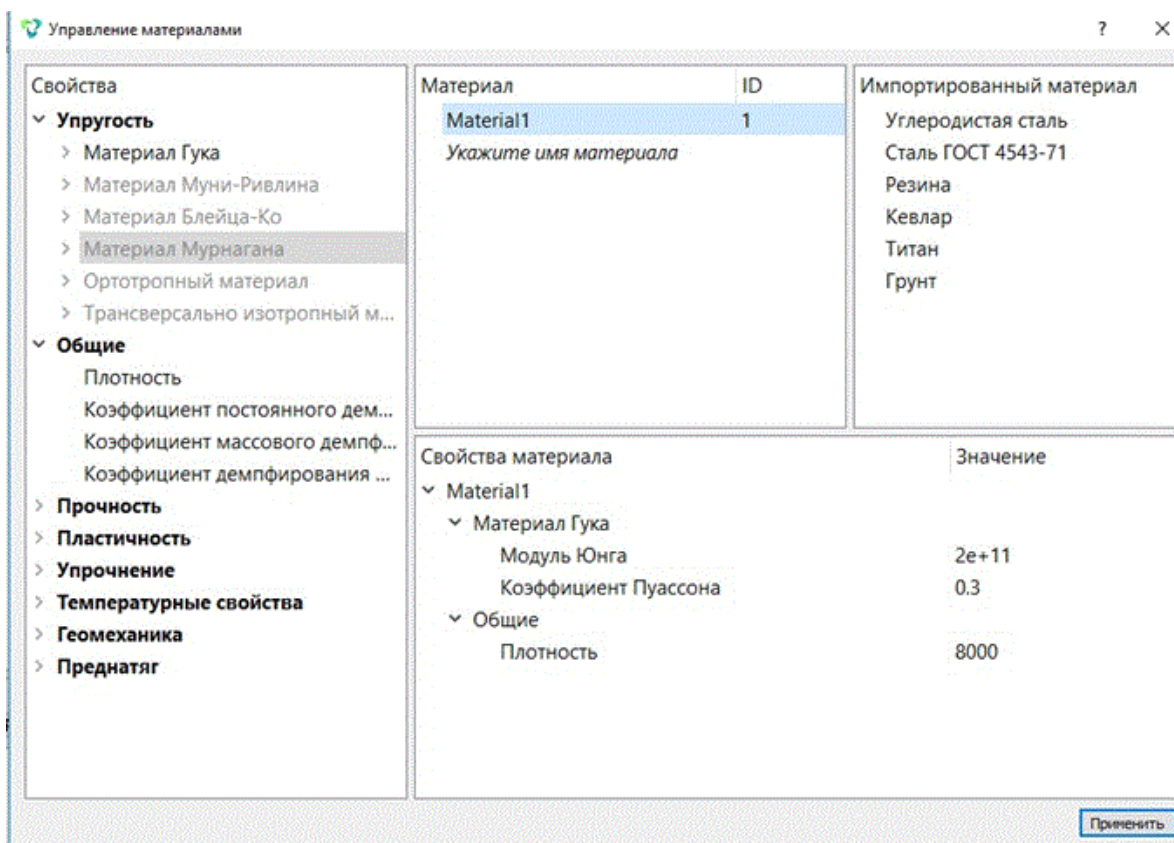 Управление материалами
?
Свойства
Упругость
Материал Гука
Материал Муни-Ривлина
Материал Блейца-Ко
Материал Мурнагана
Ортотропный материал
Трансверсально изотропный м...
Общие
Плотность
Коэффициент постоянного дем...
Коэффициент массового демпф...
Коэффициент демпфирования ...
Прочность
Пластичность
Упрочнение
Температурные свойства
Геомеханика
Преднатяг
Материал ID
Material1 1
Укажите имя материала
Импортированный материал
Углеродистая сталь
Сталь ГОСТ 4543-71
Резина
Кевлар
Титан
Грунт
Свойства материала Значение
Material1
Материал Гука
Модуль Юнга 2e+11
Коэффициент Пуассона 0.3
Общие
Плотность 8000
Применить